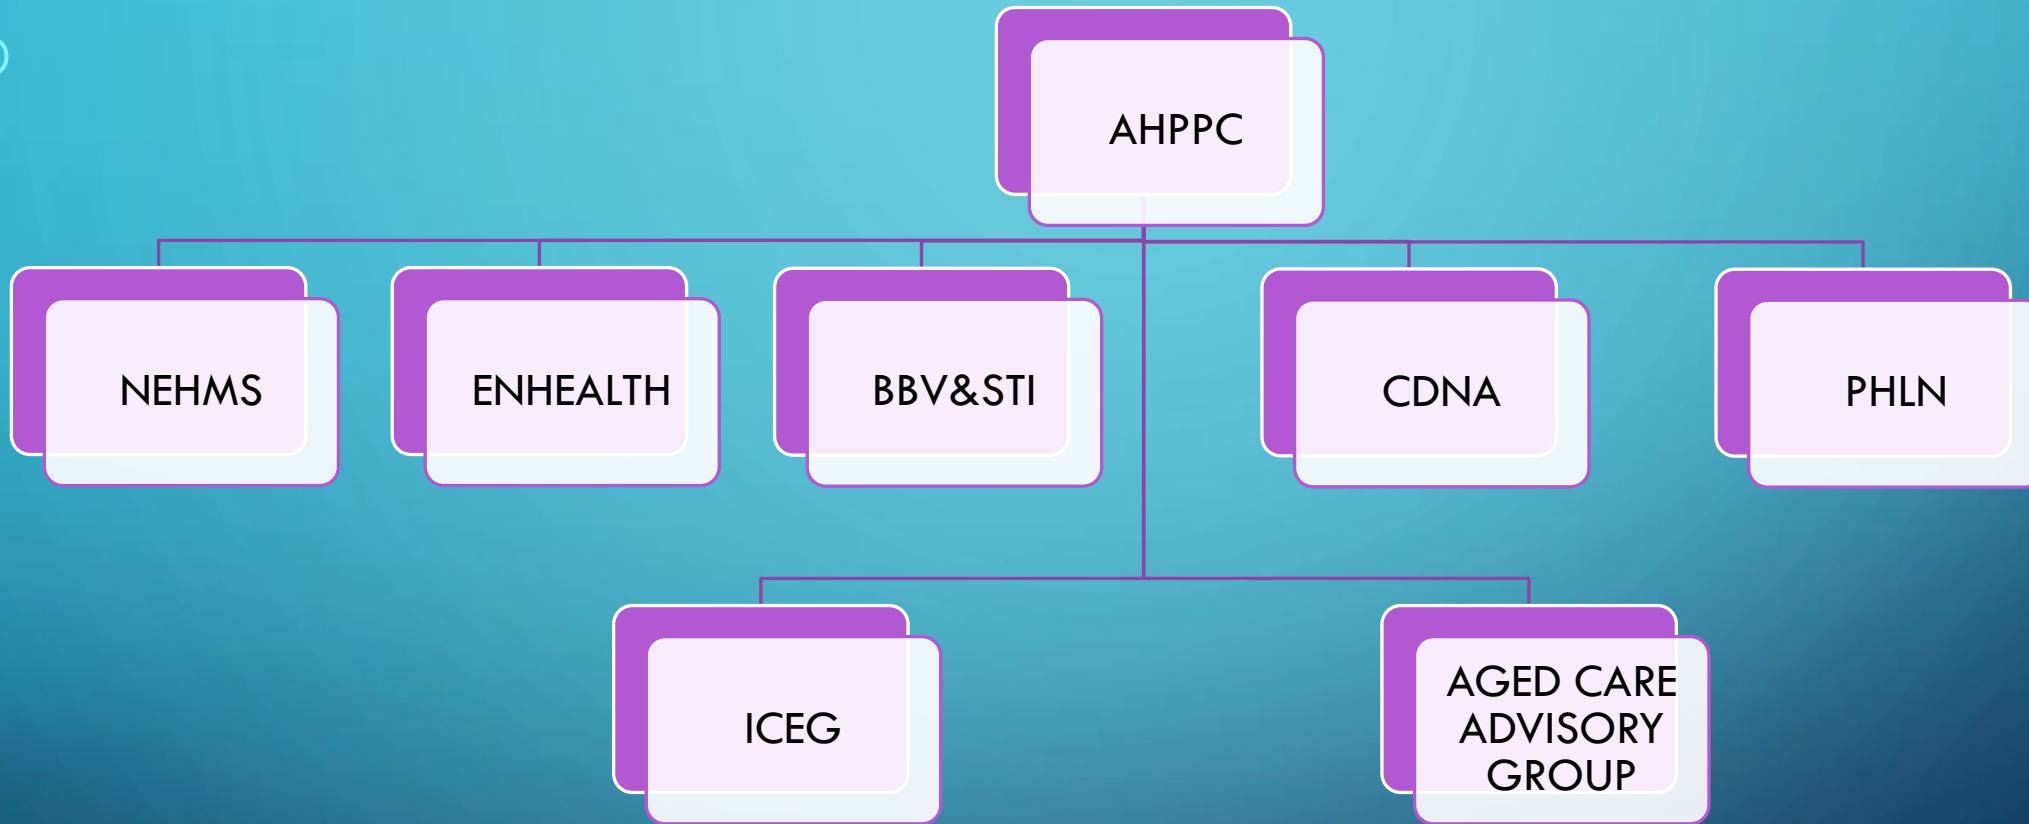 AHPPC
NEHMS
ENHEALTH
BBV&STI
CDNA
PHLN
ICEG
AGED CARE
ADVISORY
GROUP